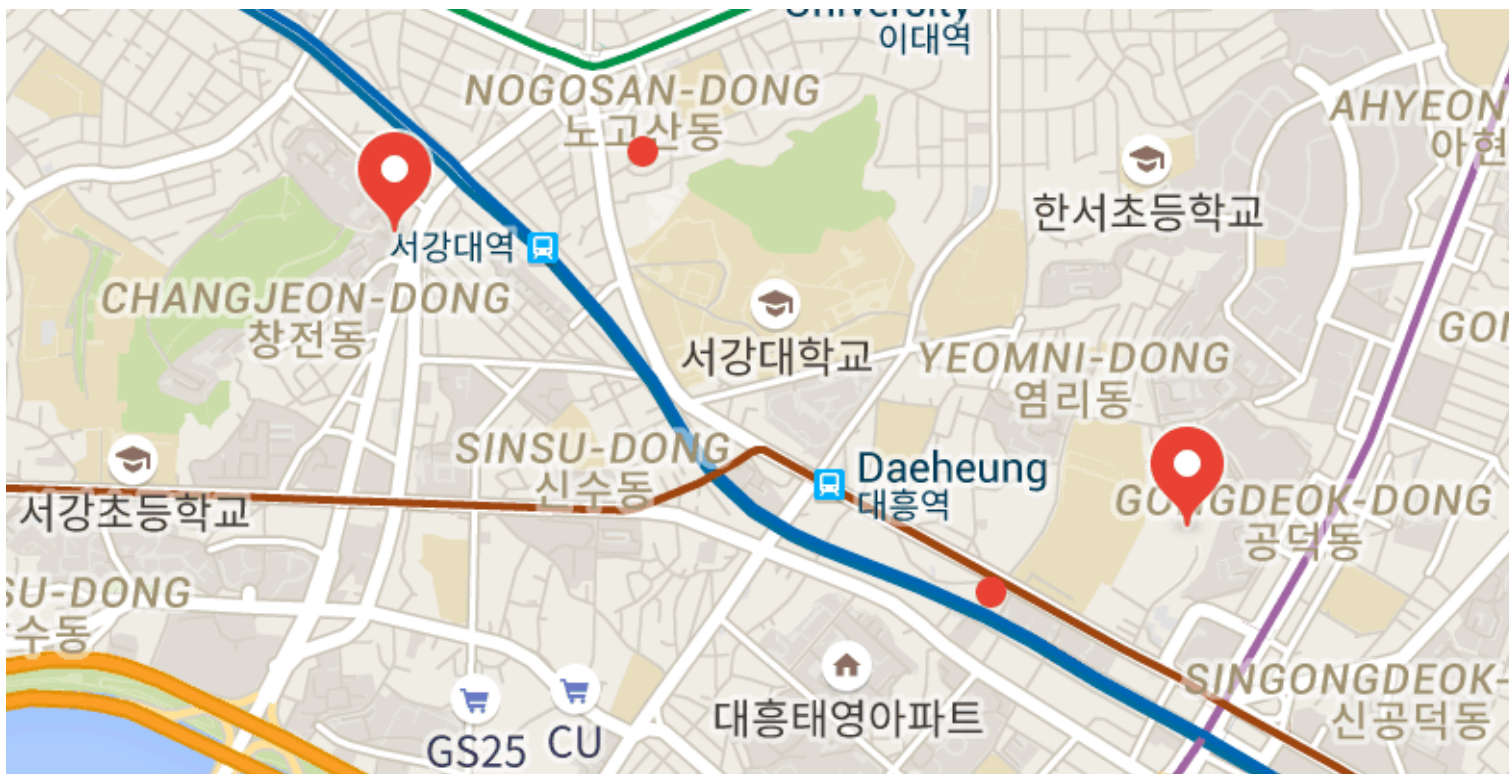 University
이대역
NOGOSAN-DONG
노고산동
AHYEON
아현
한서초등학교
서강대역
CHANGJEON-DONG
창전동
서강대학교
YEOMNI-DONG
염리동
SINSU-DONG
신수동
Daeheung
대흥역
서강초등학교
GONGDEOK-DONG
공덕동
SU-DONG
수동
SINGONGDEOK-
신공덕동
대흥태영아파트
GS25
CU